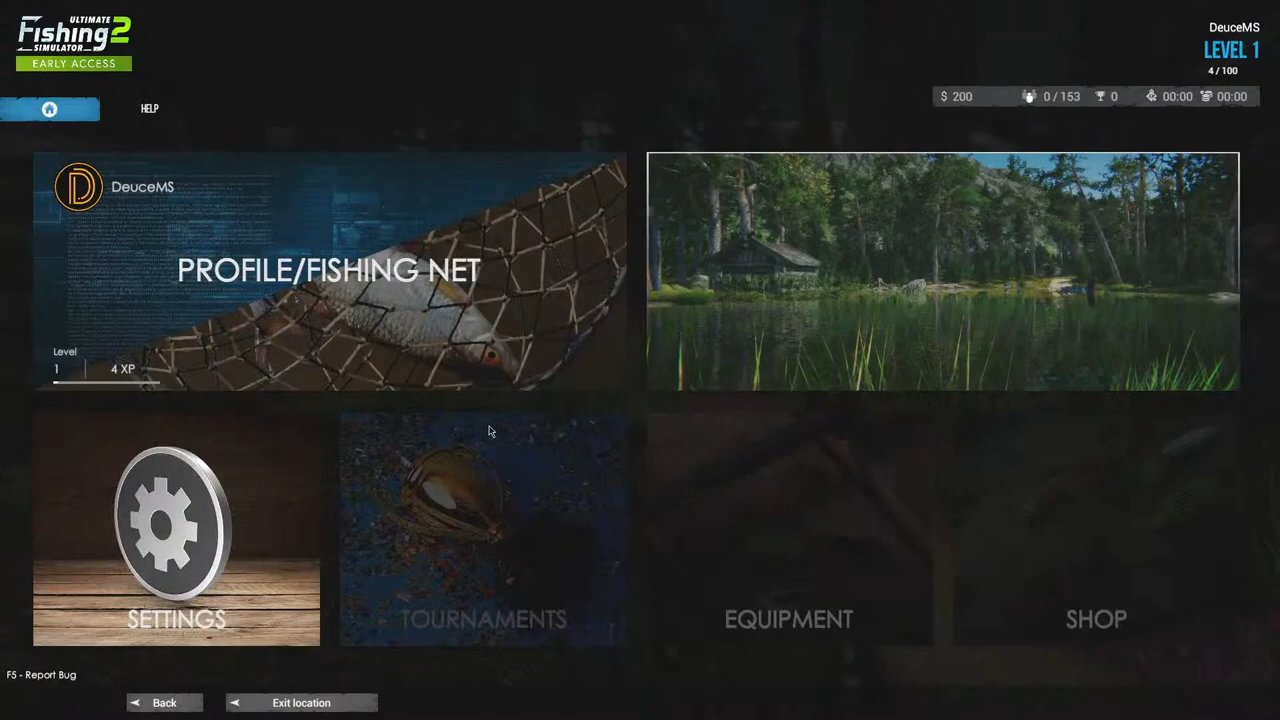 ULTIMATE
Fishing 2
SIMULATOR
EARLY ACCESS
DeuceMS
LEVEL 1
4 / 100
$ 200 0 / 153 0 00:00 00:00
HELP
DeuceMS
PROFILE/FISHING NET
Level
1 4 XP
SETTINGS
TOURNAMENTS
EQUIPMENT
SHOP
F5 - Report Bug
Back
Exit location